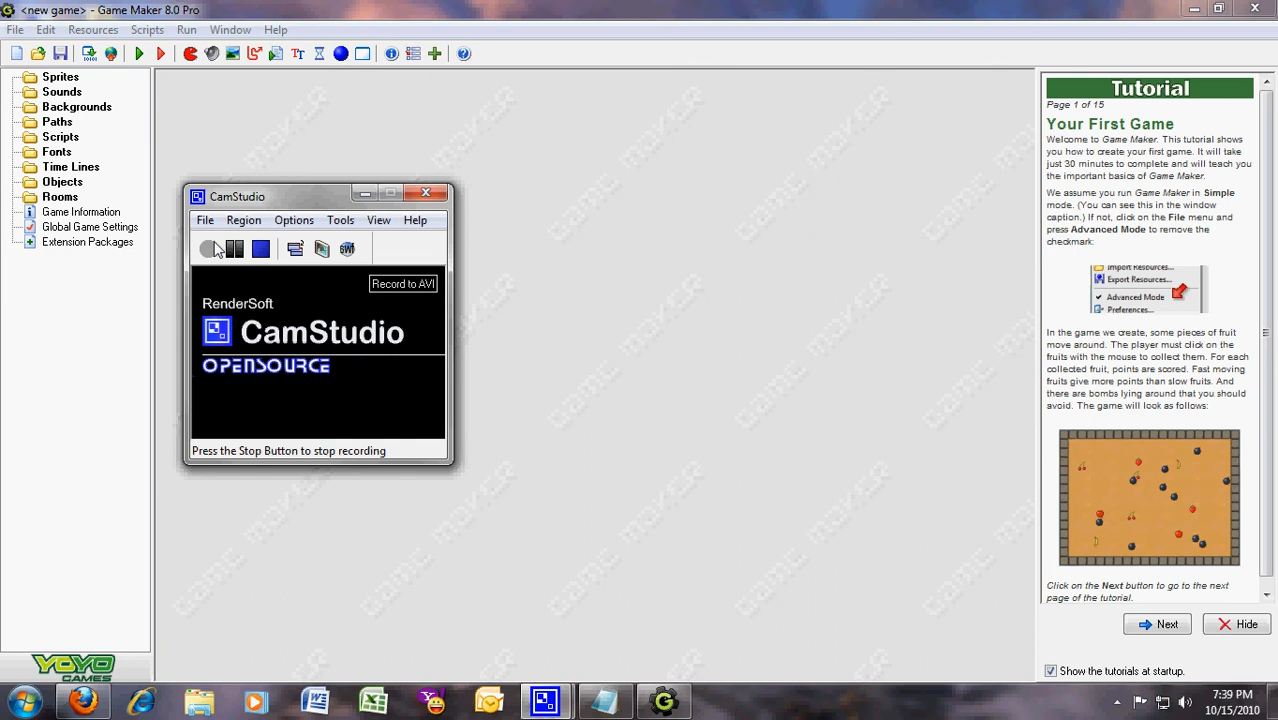 <new game> - Game Maker 8.0 Pro
File Edit Resources Scripts Run Window Help
Sprites
Sounds
Backgrounds
Paths
Scripts
Fonts
Time Lines
Objects
Rooms
Game Information
Global Game Settings
Extension Packages
YOYO
GAMES
CamStudio
File Region Options Tools View Help
Record to AVI
RenderSoft
CamStudio
OPENSOURCE
Press the Stop Button to stop recording
Tutorial
Page 1 of 15
Your First Game
Welcome to Game Maker. This tutorial shows
you how to create your first game. It will take
just 30 minutes to complete and will teach you
the important basics of Game Maker.
We assume you run Game Maker in Simple
mode. (You can see this in the window
caption.) If not, click on the File menu and
press Advanced Mode to remove the
checkmark:
Import Resources...
Export Resources...
Advanced Mode
Preferences...
In the game we create, some pieces of fruit
move around. The player must click on the
fruits with the mouse to collect them. For each
collected fruit, points are scored. Fast moving
fruits give more points than slow fruits. And
there are bombs lying around that you should
avoid. The game will look as follows:
Click on the Next button to go to the next
page of the tutorial.
Next Hide
Show the tutorials at startup.
7:39 PM
10/15/2010